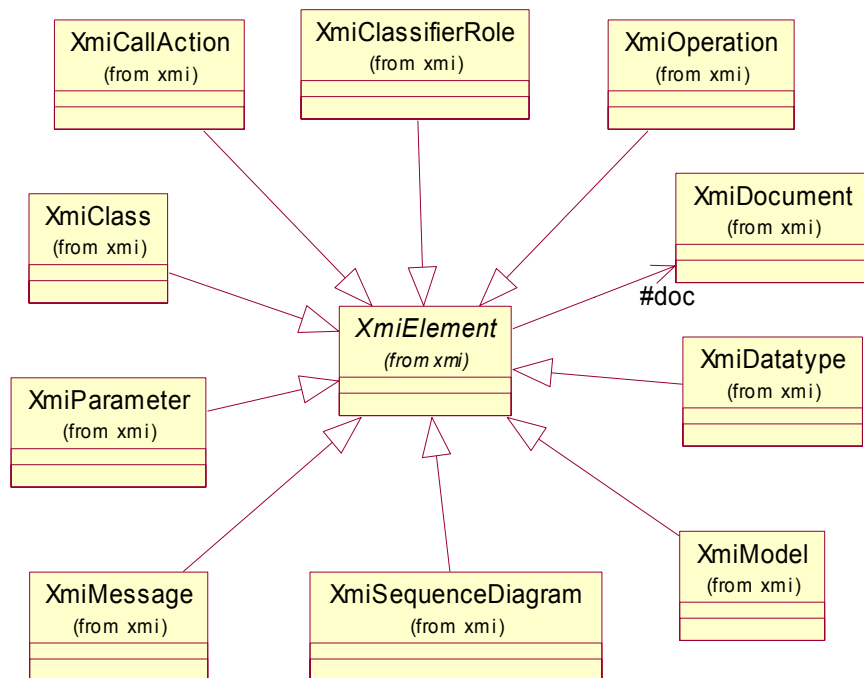 XmiCallAction
(from xmi)
XmiClassifierRole
(from xmi)
XmiOperation
(from xmi)
XmiClass
(from xmi)
XmiDocument
(from xmi)
#doc
XmiElement
(from xmi)
XmiDatatype
(from xmi)
XmiParameter
(from xmi)
XmiModel
(from xmi)
XmiMessage
(from xmi)
XmiSequenceDiagram
(from xmi)